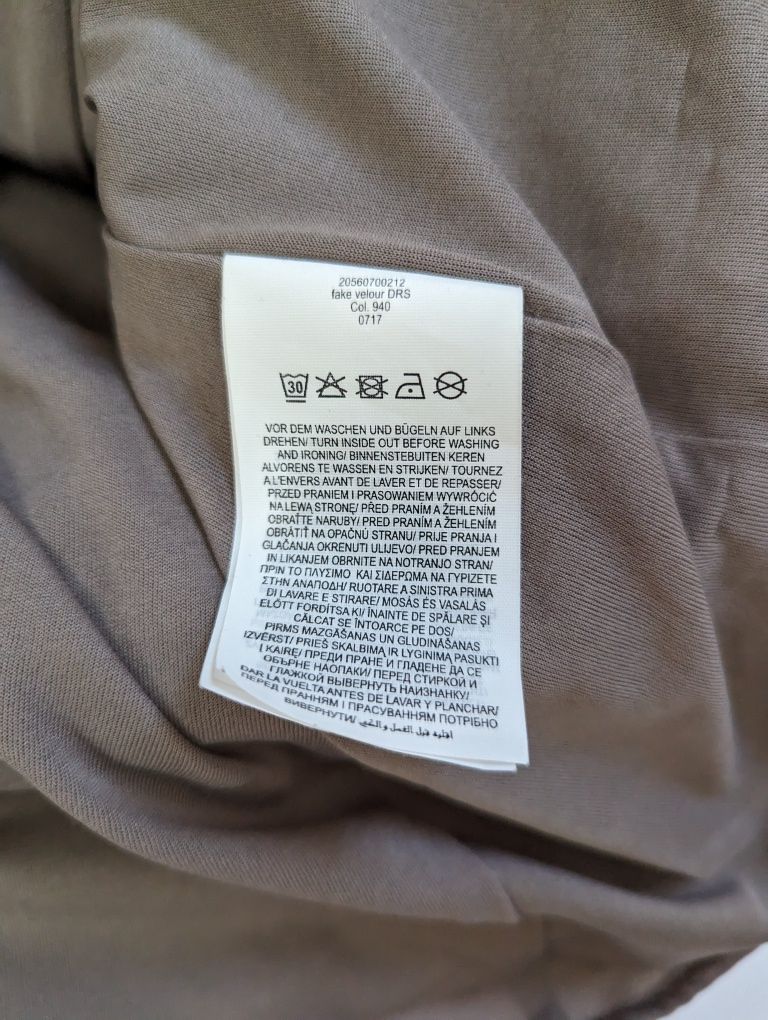 20560700212
fake velour DRS
Col. 940
0717
30
VOR DEM WASCHEN UND BÜGELN AUF LINKS
DREHEN/ TURN INSIDE OUT BEFORE WASHING
AND IRONING/ BINNENSTEBUITEN KEREN
ALVORENS TE WASSEN EN STRIJKEN/ TOURNEZ
A L'ENVERS AVANT DE LAVER ET DE REPASSER/
PRZED PRANIEM I PRASOWANIEM WYWRÓCIĆ
NA LEWĄ STRONĘ/ PŘED PRANÍM A ŽEHLENÍM
OBRAŤTE NARUBY/ PRED PRANÍM A ŽEHLENÍM
OBRÁTIŤ NA OPAČNÚ STRANU/ PRIJE PRANJA I
GLAČANJA OKRENUTI ULIJEVO/ PRED PRANJEM
IN LIKANJEM OBRNITE NA NOTRANJO STRAN/
ΠΡΙΝ ΤΟ ΠΛΥΣΙΜΟ ΚΑΙ ΣΙΔΕΡΩΜΑ ΝΑ ΓΥΡΙΖΕΤΕ
ΣΤΗΝ ΑΝΑΠΟΔΗ/ RUOTARE A SINISTRA PRIMA
DI LAVARE E STIRARE/ MOSÁS ÉS VASALÁS
ELŐTT FORDÍTSA KI/ ÎNAINTE DE SPĂLARE ȘI
CĂLCAT SE ÎNTOARCE PE DOS/
PIRMS MAZGĀŠANAS UN GLUDINĀŠANAS
IZVĒRST/ PRIEŠ SKALBIMĄ IR LYGINIMĄ PASUKTI
Į KAIRĘ/ ПРЕДИ ПРАНЕ И ГЛАДЕНЕ ДА СЕ
ОБЪРНЕ НАОПАКИ/ ПЕРЕД СТИРКОЙ И
ГЛАЖКОЙ ВЫВЕРНУТЬ НАИЗНАНКУ/
DAR LA VUELTA ANTES DE LAVAR Y PLANCHAR/
ПЕРЕД ПРАННЯМ І ПРАСУВАННЯМ ПОТРІБНО
ВИВЕРНУТИ/ اقلبه قبل الغسل والكي